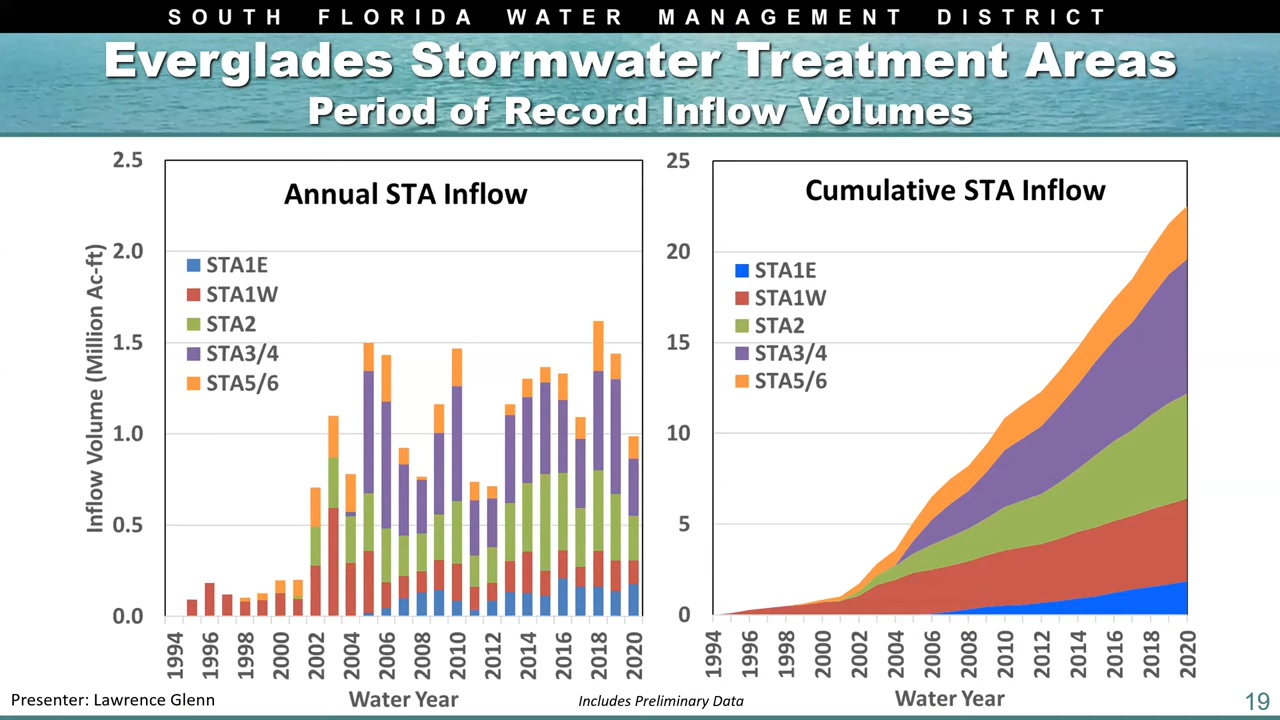 SOUTH FLORIDA WATER MANAGEMENT DISTRICT
Everglades Stormwater Treatment Areas
Period of Record Inflow Volumes
Annual STA Inflow
Inflow Volume (Million Ac-ft)
2.5
2.0
1.5
1.0
0.5
0.0
STA1E
STA1W
STA2
STA3/4
STA5/6
1994 1996 1998 2000 2002 2004 2006 2008 2010 2012 2014 2016 2018 2020
Water Year
Cumulative STA Inflow
25
20
15
10
5
0
STA1E
STA1W
STA2
STA3/4
STA5/6
1994 1996 1998 2000 2002 2004 2006 2008 2010 2012 2014 2016 2018 2020
Water Year
Presenter: Lawrence Glenn
Includes Preliminary Data
19